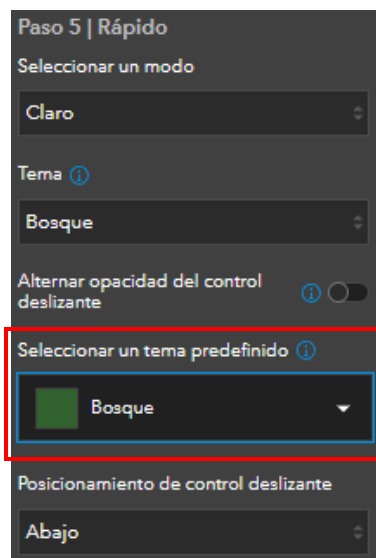 Paso 5 | Rápido
Seleccionar un modo
Claro
Tema
Bosque
Alternar opacidad del control
deslizante
Seleccionar un tema predefinido
Bosque
Posicionamiento de control deslizante
Abajo